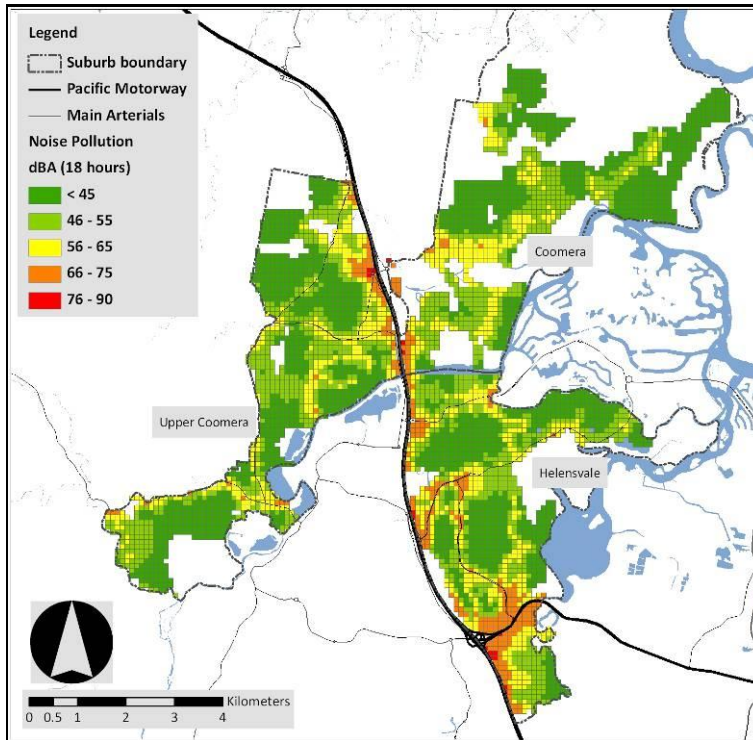 Legend
Suburb boundary
Pacific Motorway
Main Arterials
Noise Pollution
dBA (18 hours)
< 45
46 - 55
56 - 65
66 - 75
76 - 90
Coomera
Upper Coomera
Helensvale
Kilometers
0 0.5 1 2 3 4